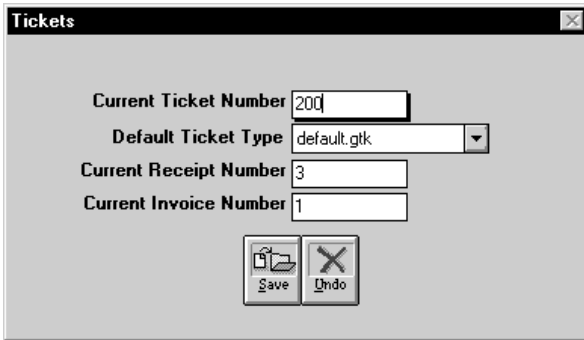 Tickets
Current Ticket Number 200
Default Ticket Type default.gtk
Current Receipt Number 3
Current Invoice Number 1
Save Undo